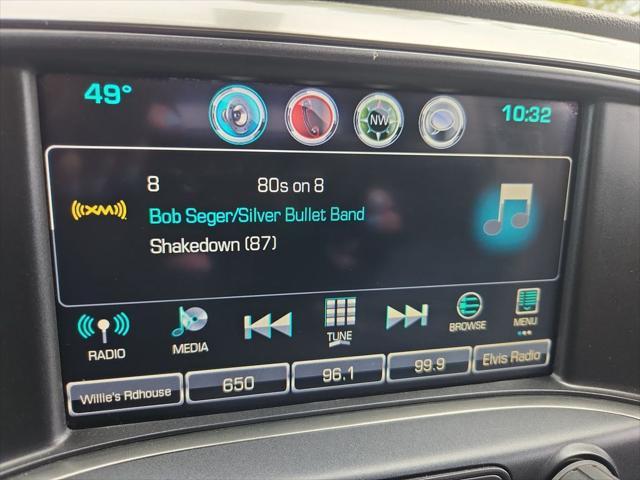 49°
NW
10:32
8 80s on 8
((XM))
Bob Seger/Silver Bullet Band
Shakedown (87)
RADIO
MEDIA
TUNE
BROWSE
MENU
Willie's Rdhouse
650
96.1
99.9
Elvis Radio